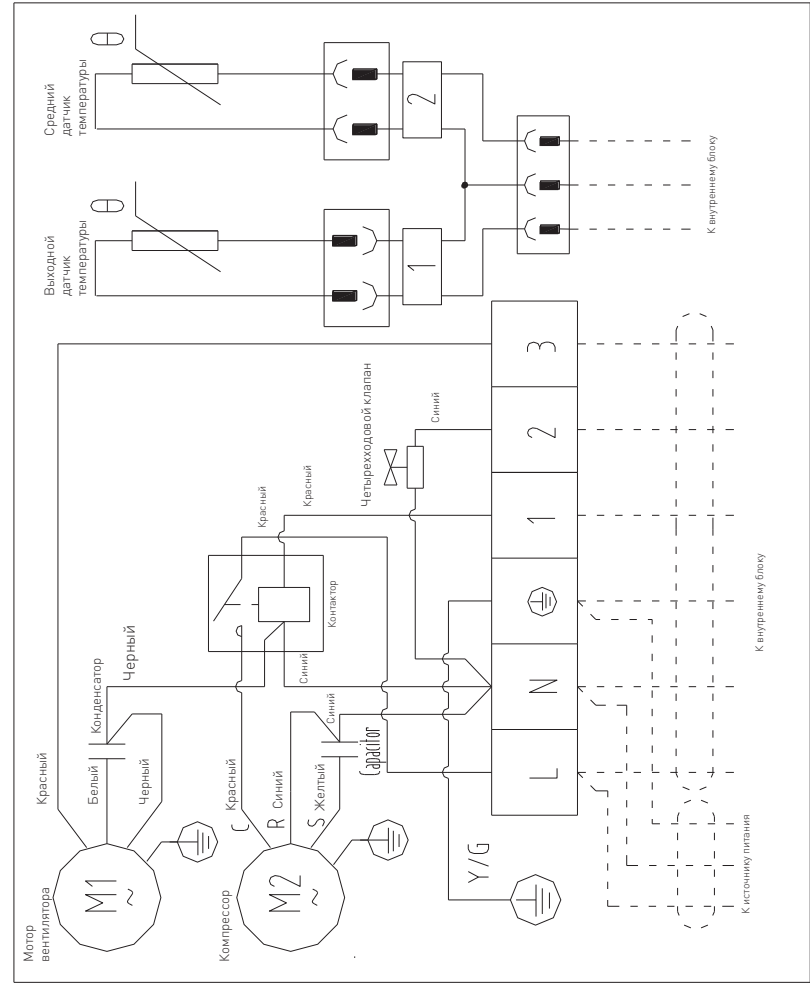 Мотор
вентилятора
M1
~
Красный
Белый
Черный
Конденсатор
Черный
Компрессор
M2
~
C
Красный
R
Синий
S
Желтый
Capacitor
Синий
Синий
Контактор
Красный
Красный
Четырехходовой клапан
Синий
Y/G
L
N
1
2
3
К источнику питания
К внутреннему блоку
Выходной
датчик
температуры
θ
1
Средний
датчик
температуры
θ
2
К внутреннему блоку